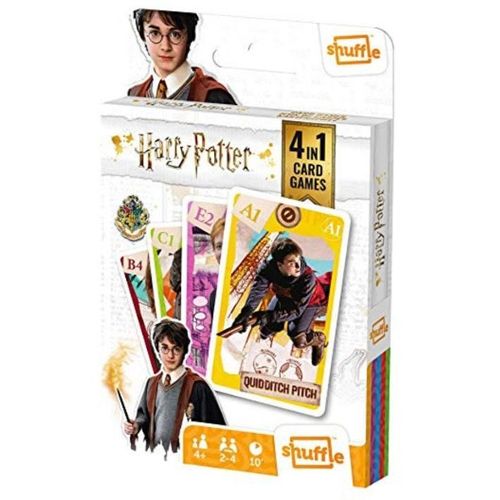 shuffle
Harry Potter
4 IN 1
CARD
GAMES
B4
C1
E2
A1
A1
QUIDDITCH PITCH
4+
2-4
10'
shuffle
Harry Potter
shuffle